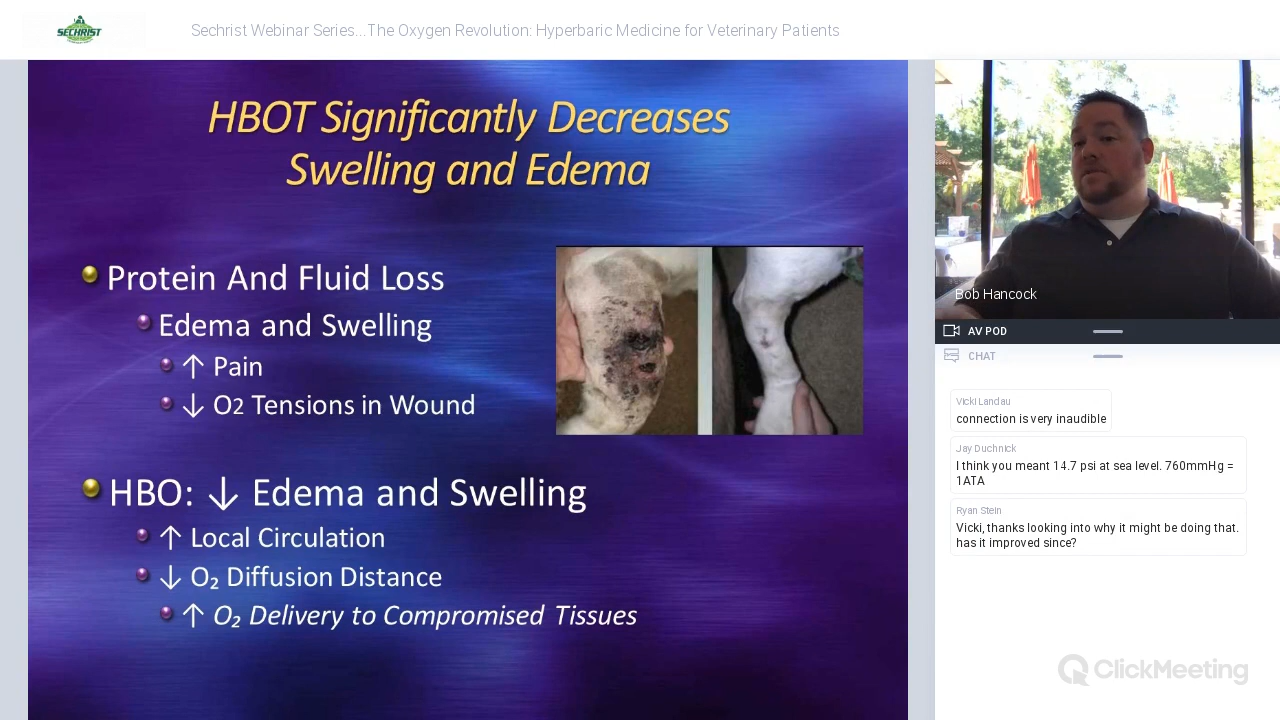 SECHRIST
Sechrist Webinar Series...The Oxygen Revolution: Hyperbaric Medicine for Veterinary Patients
HBOT Significantly Decreases
Swelling and Edema
Protein And Fluid Loss
Edema and Swelling
↑ Pain
↓ O2 Tensions in Wound
HBO: ↓ Edema and Swelling
↑ Local Circulation
↓ O₂ Diffusion Distance
↑ O₂ Delivery to Compromised Tissues
Bob Hancock
AV POD
CHAT
Vicki Landau
connection is very inaudible
Jay Duchnick
I think you meant 14.7 psi at sea level. 760mmHg =
1ATA
Ryan Stein
Vicki, thanks looking into why it might be doing that.
has it improved since?
ClickMeeting